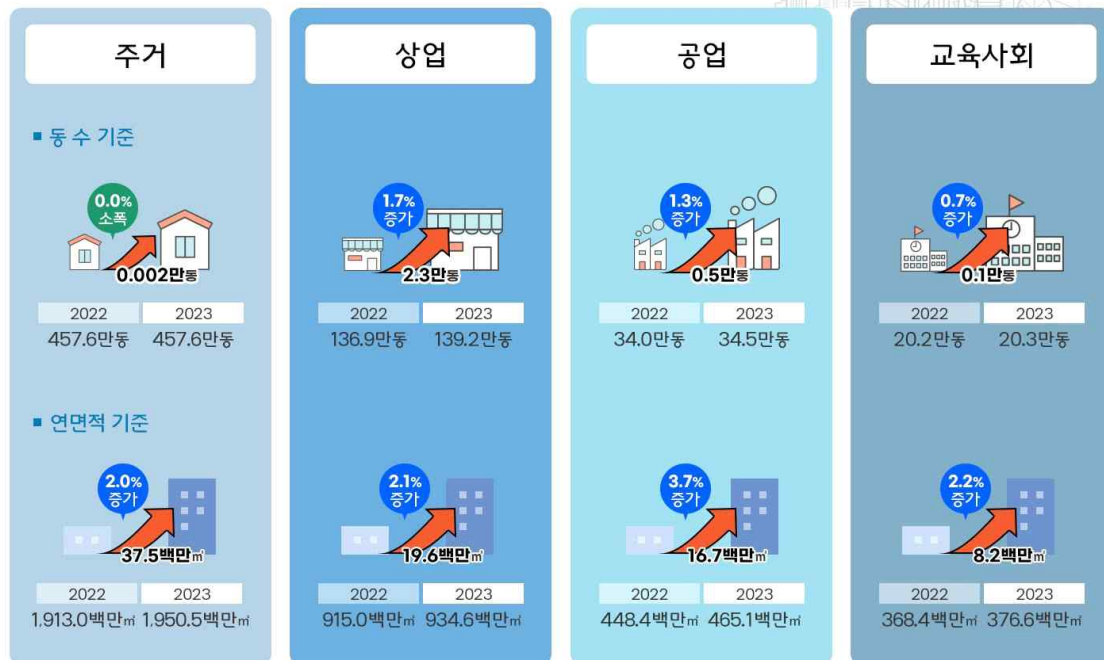 주거 상업 공업 교육사회
■ 동 수 기준
0.0% 1.7% 1.3% 0.7%
소폭 증가 증가 증가
0.002만동 2.3만동 0.5만동 0.1만동
2022 2023 2022 2023 2022 2023 2022 2023
457.6만동 457.6만동 136.9만동 139.2만동 34.0만동 34.5만동 20.2만동 20.3만동
■ 연면적 기준
2.0% 2.1% 3.7% 2.2%
증가 증가 증가 증가
37.5백만㎡ 19.6백만㎡ 16.7백만㎡ 8.2백만㎡
2022 2023 2022 2023 2022 2023 2022 2023
1.913.0백만㎡ 1.950.5백만㎡ 915.0백만㎡ 934.6백만㎡ 448.4백만㎡ 465.1백만㎡ 368.4백만㎡ 376.6백만㎡